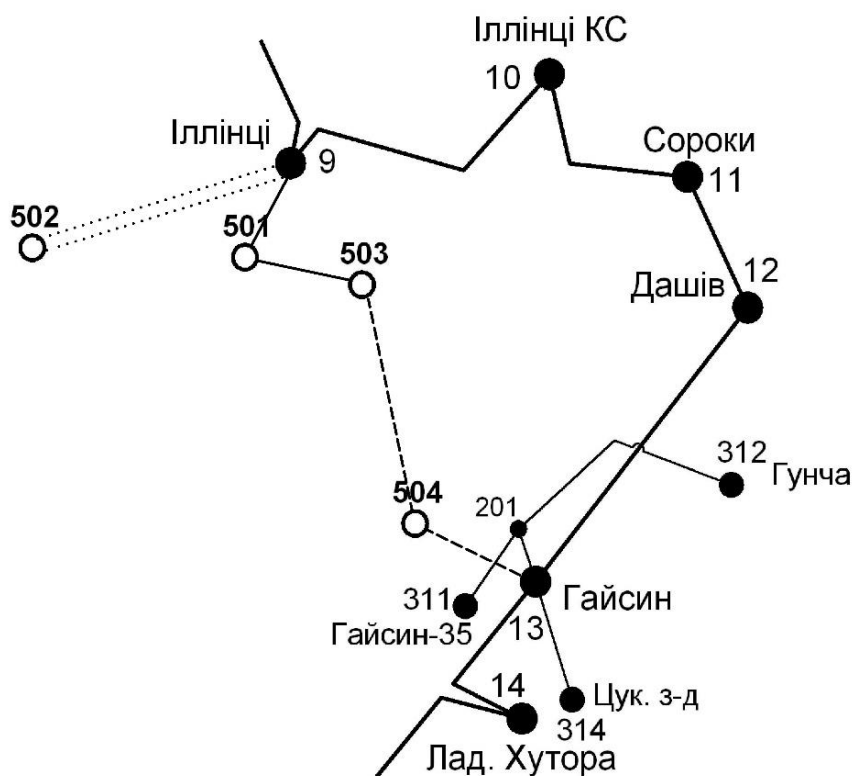 Іллінці КС
10
Іллінці
9
Сороки
11
502
501
503
12
Дашів
312
Гунча
504
201
311
Гайсин
Гайсин-35
13
14
Цук. з-д
314
Лад. Хутора